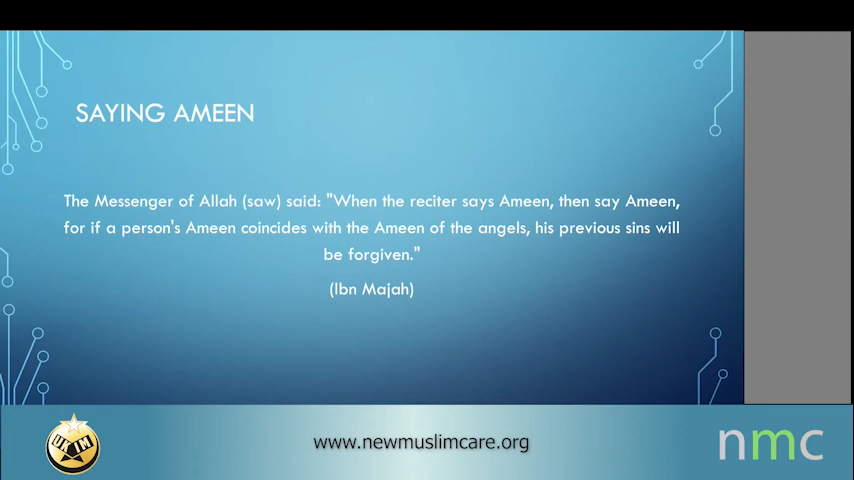 SAYING AMEEN
The Messenger of Allah (saw) said: "When the reciter says Ameen, then say Ameen,
for if a person's Ameen coincides with the Ameen of the angels, his previous sins will
be forgiven."
(Ibn Majah)
UKIM
www.newmuslimcare.org
nmc